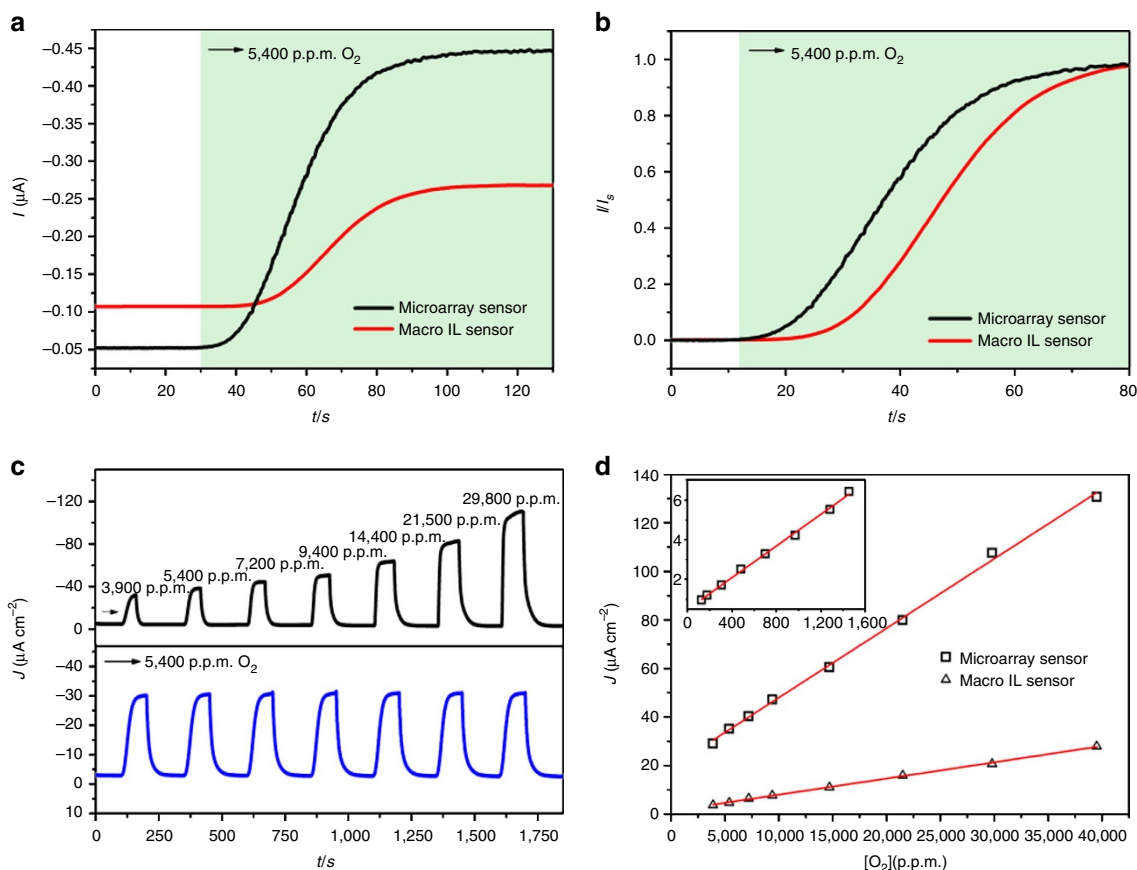 a
5,400 p.p.m. O2
–0.45
–0.40
–0.35
–0.30
–0.25
–0.20
–0.15
–0.10
–0.05
I (μA)
Microarray sensor
Macro IL sensor
0 20 40 60 80 100 120
t/s
b
5,400 p.p.m. O2
1.0
0.8
0.6
0.4
0.2
0.0
I/Is
Microarray sensor
Macro IL sensor
0 20 40 60 80
t/s
c
–120
–80
–40
0
3,900 p.p.m.
5,400 p.p.m.
7,200 p.p.m.
9,400 p.p.m.
14,400 p.p.m.
21,500 p.p.m.
29,800 p.p.m.
J (μA cm–2)
5,400 p.p.m. O2
–40
–30
–20
–10
0
10
0 250 500 750 1,000 1,250 1,500 1,750
t/s
d
140
120
100
80
60
40
20
0
J (μA cm–2)
6
4
2
0 400 800 1,200 1,600
Microarray sensor
Macro IL sensor
5,000 10,000 15,000 20,000 25,000 30,000 35,000 40,000
[O2](p.p.m.)